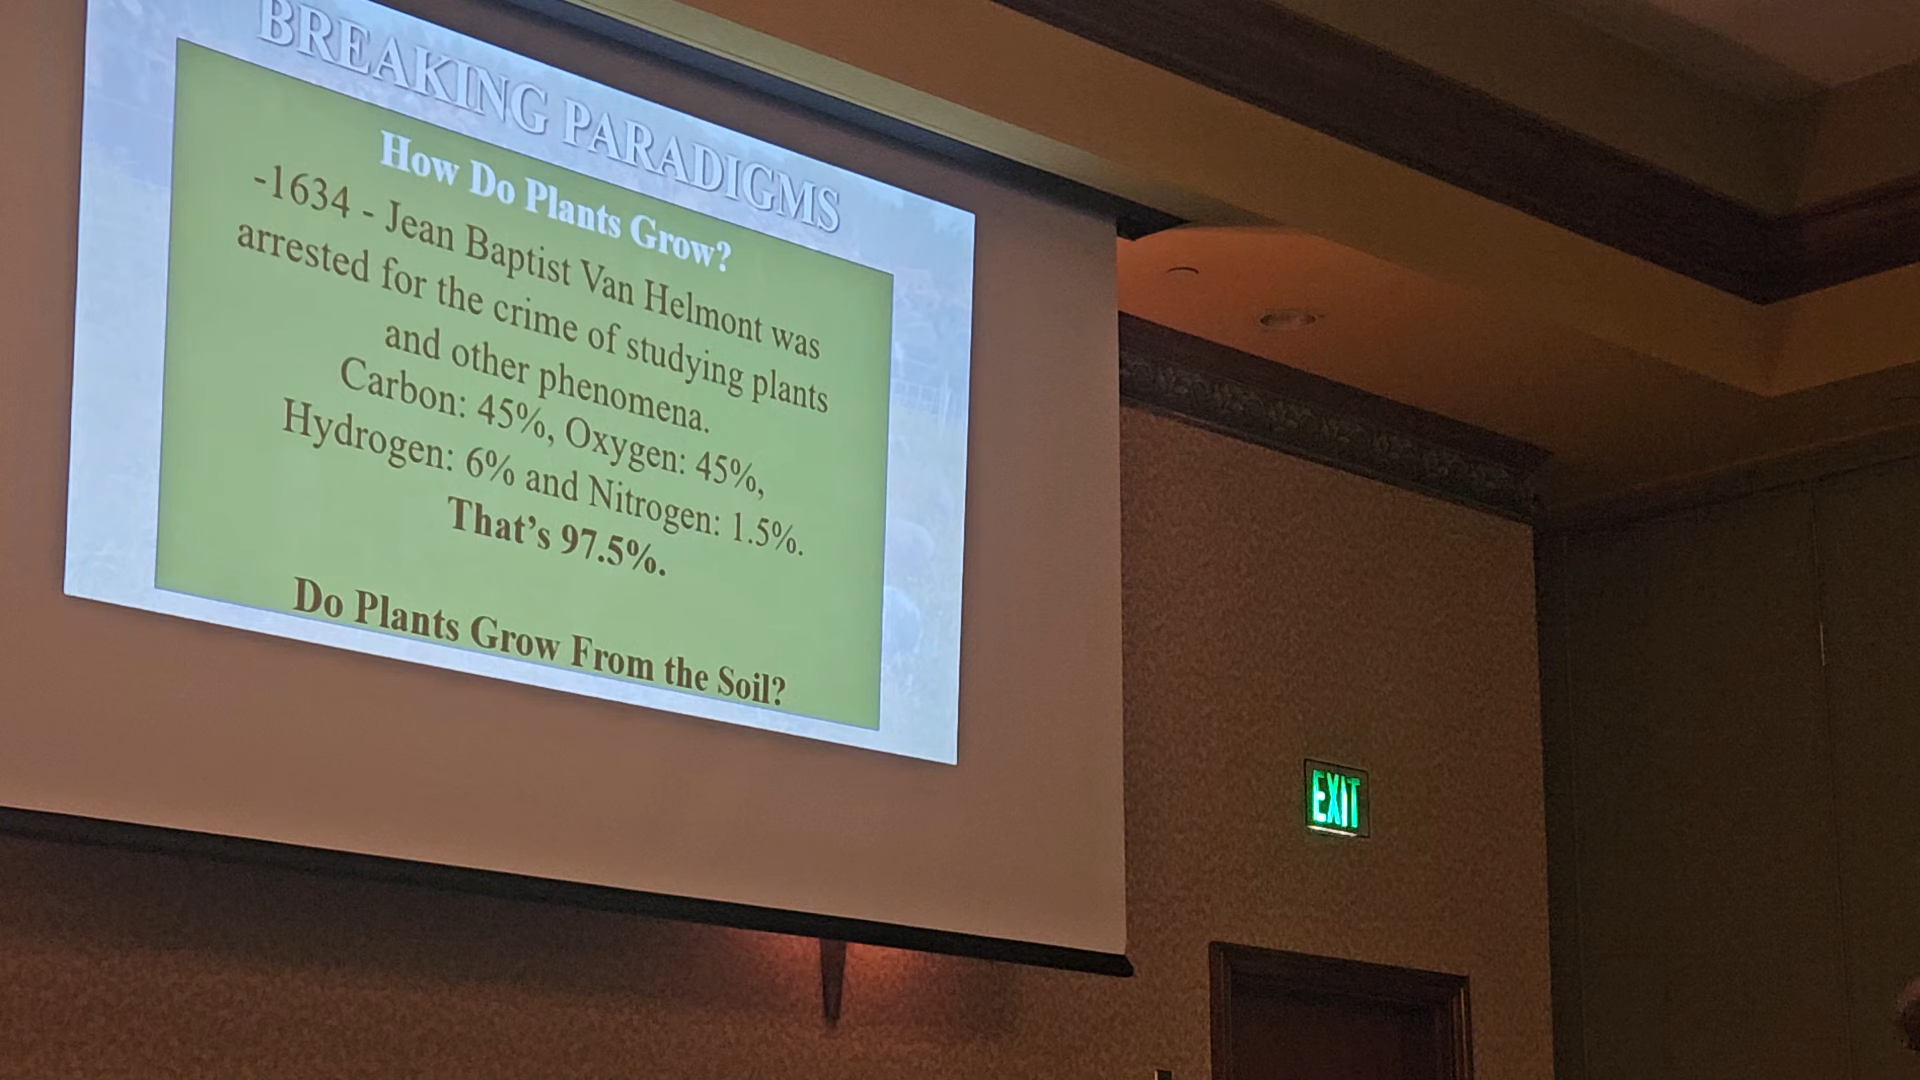 BREAKING PARADIGMS
How Do Plants Grow?
-1634 - Jean Baptist Van Helmont was
arrested for the crime of studying plants
and other phenomena.
Carbon: 45%, Oxygen: 45%,
Hydrogen: 6% and Nitrogen: 1.5%.
That's 97.5%.
Do Plants Grow From the Soil?
EXIT